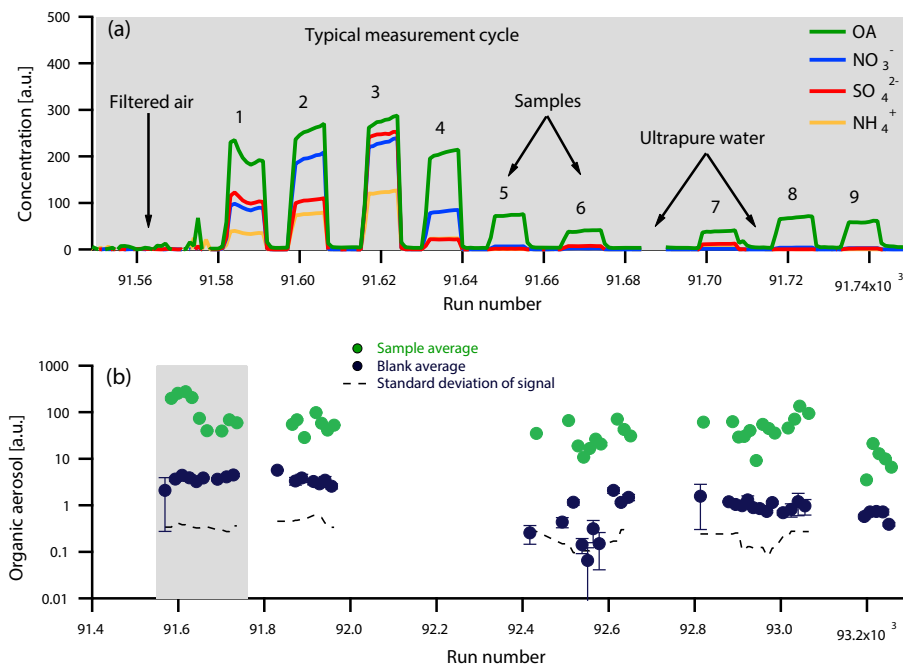 (a)
Typical measurement cycle
OA
NO3-
SO42-
NH4+
Filtered air
Samples
Ultrapure water
1 2 3 4 5 6 7 8 9
Concentration [a.u.]
500
400
300
200
100
0
91.56 91.58 91.60 91.62 91.64 91.66 91.68 91.70 91.72 91.74x10 3
Run number
Sample average
Blank average
Standard deviation of signal
(b)
Organic aerosol [a.u.]
1000
100
10
1
0.1
0.01
91.4 91.6 91.8 92.0 92.2 92.4 92.6 92.8 93.0 93.2x10 3
Run number